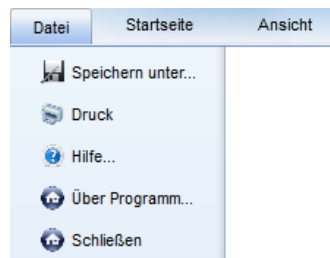 Datei Startseite Ansicht
Speichern unter...
Druck
Hilfe...
Über Programm...
Schließen